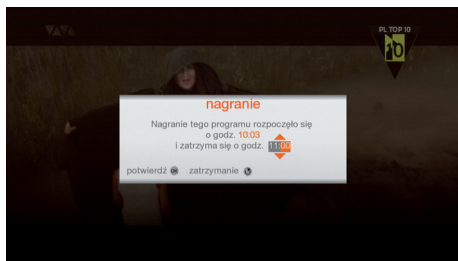 VIVA
PL TOP 10
10
nagranie
Nagranie tego programu rozpoczęło się
o godz. 10:03
i zatrzyma się o godz. 11:00
potwierdź OK zatrzymanie